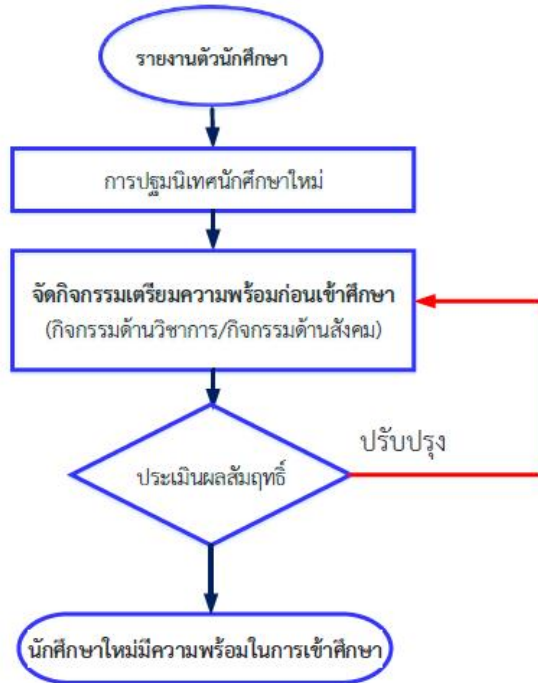 รายงานตัวนักศึกษา
การปฐมนิเทศนักศึกษาใหม่
จัดกิจกรรมเตรียมความพร้อมก่อนเข้าศึกษา
(กิจกรรมด้านวิชาการ/กิจกรรมด้านสังคม)
ปรับปรุง
ประเมินผลสัมฤทธิ์
นักศึกษาใหม่มีความพร้อมในการเข้าศึกษา